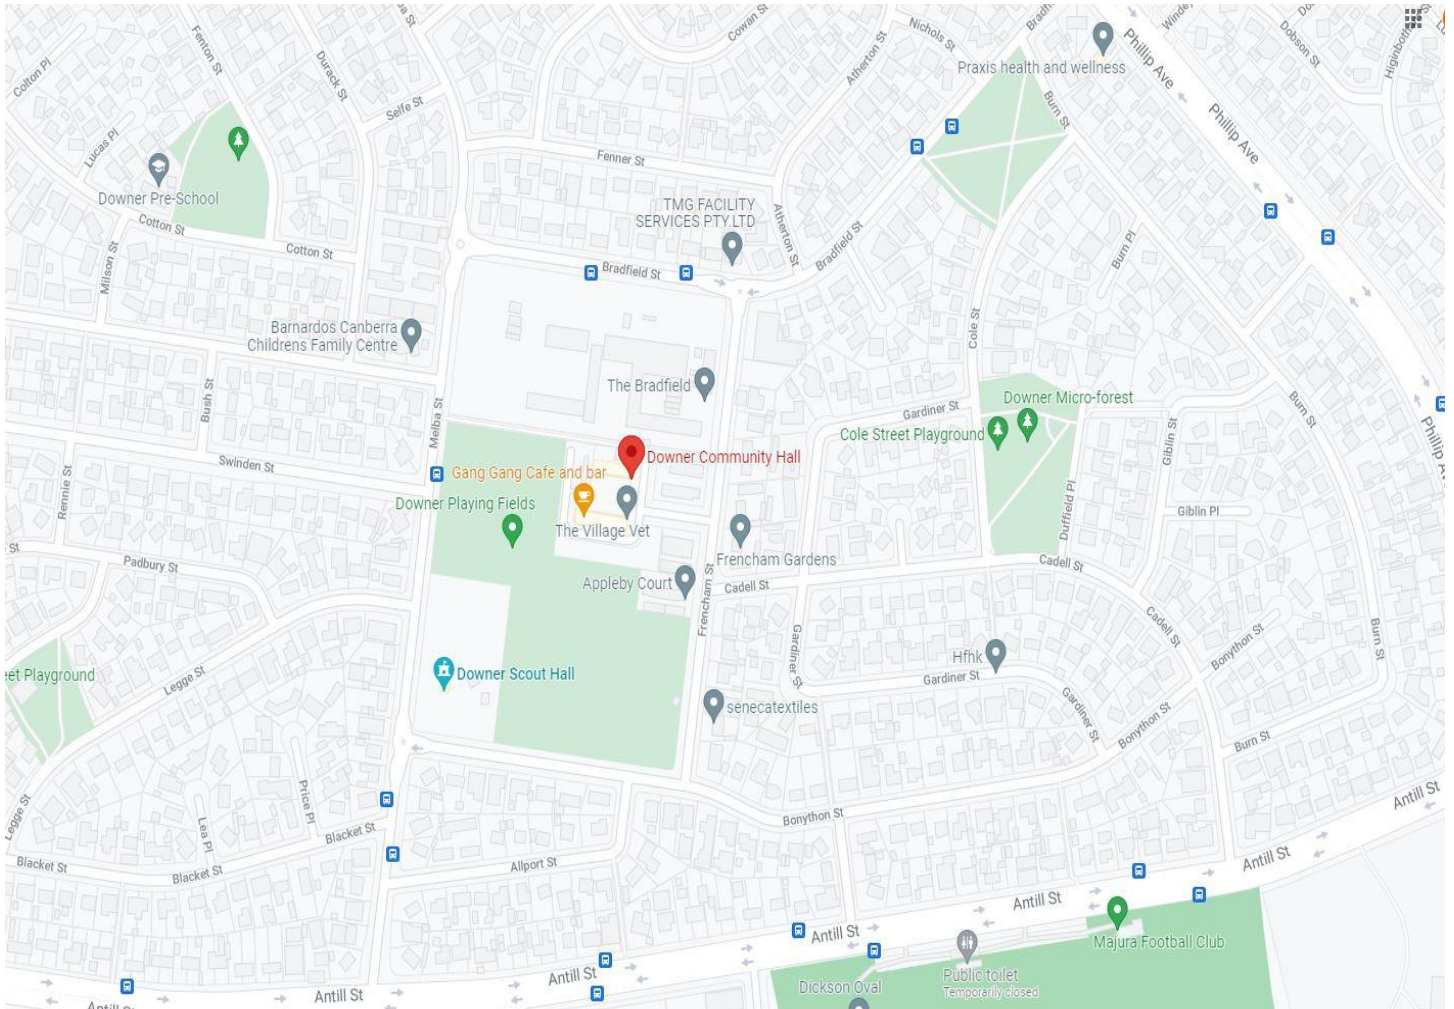 Fenton St
Durack St
Selfe St
Colton Pl
Lucas Pl
Cowan St
Nichols St
Atherton St
Phillip Ave
Dobson St
Praxis health and wellness
Burn St
Phillip Ave
Fenner St
Downer Pre-School
Cotton St
Cotton St
Milson St
TMG FACILITY
SERVICES PTY.LTD
Atherton St
Bradfield St
Burn Pl
Bradfield St
Barnardos Canberra
Childrens Family Centre
Cole St
The Bradfield
Bush St
Melba St
Gardiner St
Downer Micro-forest
Cole Street Playground
Burn St
Giblin St
Swinden St
Rennie St
Downer Community Hall
Gang Gang Cafe and bar
Downer Playing Fields
The Village Vet
Duffield Pl
Giblin Pl
St
Padbury St
Frencham Gardens
Appleby Court
Cadell St
Cadell St
Frencham St
Gardiner St
Cadell St
Bonython St
Burn St
Hfhk
Gardiner St
Gardiner St
eet Playground
Legge St
Downer Scout Hall
senecatextiles
Bonython St
Burn St
Price Pl
Lea Pl
Legge St
Blacket St
Blacket St
Blacket St
Allport St
Bonython St
Antill St
Antill St
Antill St
Antill St
Majura Football Club
Antill St
Antill St
Public toilet
Temporarily closed
Dickson Oval